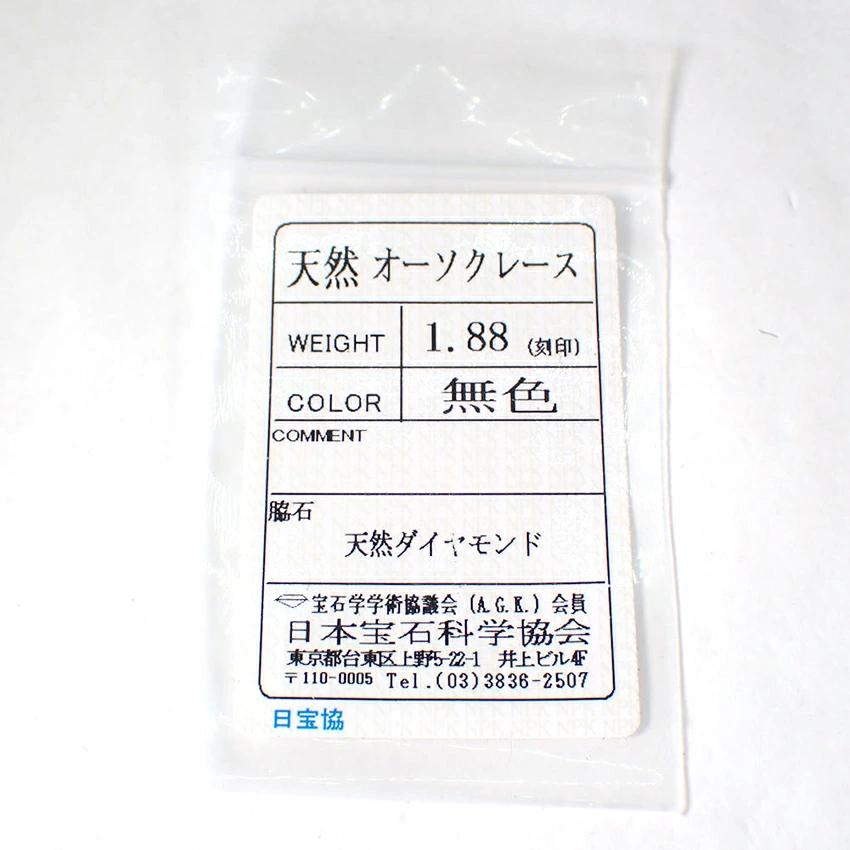 天然 オーソクレース
WEIGHT 1.88 (刻印)
COLOR 無色
COMMENT
脇石
天然ダイヤモンド
宝石学学術協議会 (A.G.K.) 会員
日本宝石科学協会
東京都台東区上野5-22-1 井上ビル4F
〒110-0005 Tel.(03)3836-2507
日宝協